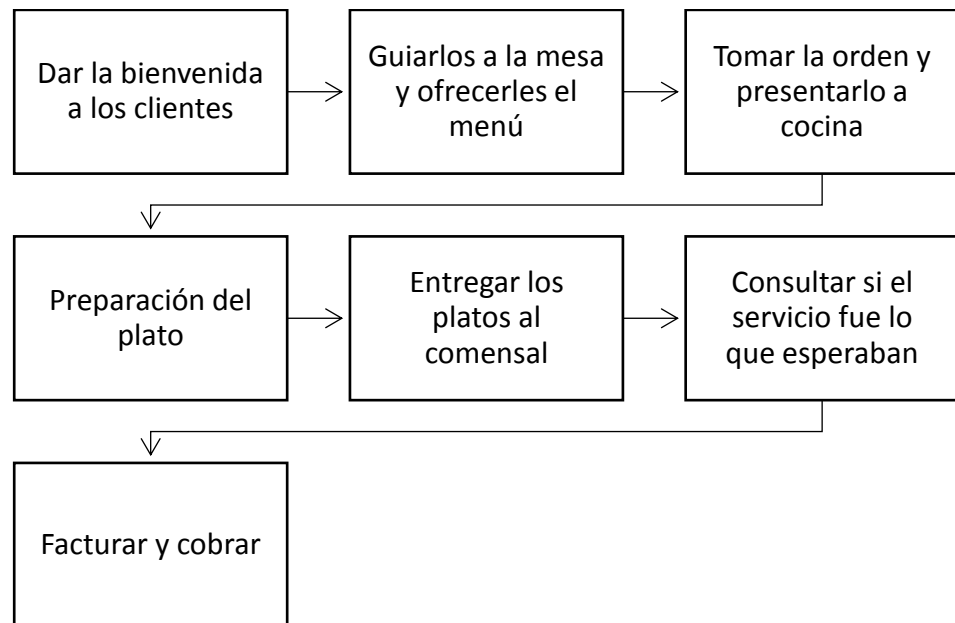 Dar la bienvenida
a los clientes
Guiarlos a la mesa
y ofrecerles el
menú
Tomar la orden y
presentarlo a
cocina
Preparación del
plato
Entregar los
platos al
comensal
Consultar si el
servicio fue lo
que esperaban
Facturar y cobrar